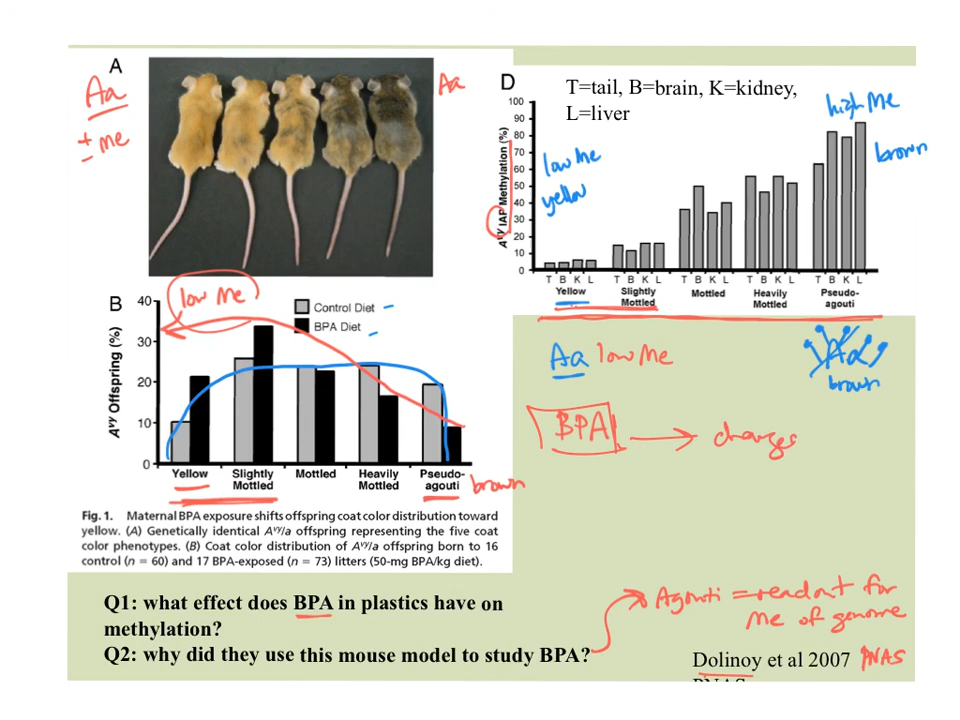 A
Aa
+
- me
Aa
D
T=tail, B=brain, K=kidney,
L=liver
high Me
brown
low Me
yellow
Aᵛʸ IAP Methylation (%)
100
90
80
70
60
50
40
30
20
10
0
T B K L T B K L T B K L T B K L T B K L
Yellow Slightly Mottled Heavily Pseudo-
Mottled Mottled agouti
B
low Me
Control Diet
BPA Diet
Aᵛʸ Offspring (%)
40
30
20
10
0
Yellow Slightly Mottled Heavily Pseudo-
Mottled Mottled agouti
brown
Aa low Me
Aa
brown
BPA → changes
Fig. 1. Maternal BPA exposure shifts offspring coat color distribution toward
yellow. (A) Genetically identical Aᵛʸ/a offspring representing the five coat
color phenotypes. (B) Coat color distribution of Aᵛʸ/a offspring born to 16
control (n = 60) and 17 BPA-exposed (n = 73) litters (50-mg BPA/kg diet).
Q1: what effect does BPA in plastics have on
methylation?
Q2: why did they use this mouse model to study BPA?
Agouti = readout for
Me of genome
Dolinoy et al 2007 PNAS
PNAS